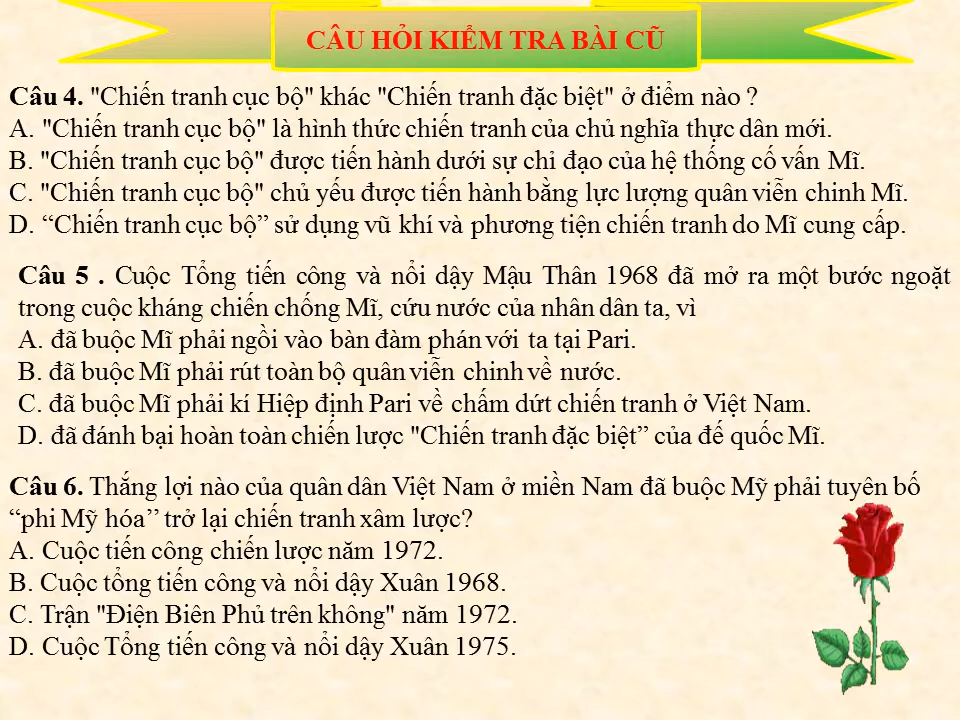 CÂU HỎI KIỂM TRA BÀI CŨ
Câu 4. "Chiến tranh cục bộ" khác "Chiến tranh đặc biệt" ở điểm nào ?
A. "Chiến tranh cục bộ" là hình thức chiến tranh của chủ nghĩa thực dân mới.
B. "Chiến tranh cục bộ" được tiến hành dưới sự chỉ đạo của hệ thống cố vấn Mĩ.
C. "Chiến tranh cục bộ" chủ yếu được tiến hành bằng lực lượng quân viễn chinh Mĩ.
D. “Chiến tranh cục bộ” sử dụng vũ khí và phương tiện chiến tranh do Mĩ cung cấp.
Câu 5 . Cuộc Tổng tiến công và nổi dậy Mậu Thân 1968 đã mở ra một bước ngoặt
trong cuộc kháng chiến chống Mĩ, cứu nước của nhân dân ta, vì
A. đã buộc Mĩ phải ngồi vào bàn đàm phán với ta tại Pari.
B. đã buộc Mĩ phải rút toàn bộ quân viễn chinh về nước.
C. đã buộc Mĩ phải kí Hiệp định Pari về chấm dứt chiến tranh ở Việt Nam.
D. đã đánh bại hoàn toàn chiến lược "Chiến tranh đặc biệt” của đế quốc Mĩ.
Câu 6. Thắng lợi nào của quân dân Việt Nam ở miền Nam đã buộc Mỹ phải tuyên bố
“phi Mỹ hóa” trở lại chiến tranh xâm lược?
A. Cuộc tiến công chiến lược năm 1972.
B. Cuộc tổng tiến công và nổi dậy Xuân 1968.
C. Trận "Điện Biên Phủ trên không" năm 1972.
D. Cuộc Tổng tiến công và nổi dậy Xuân 1975.